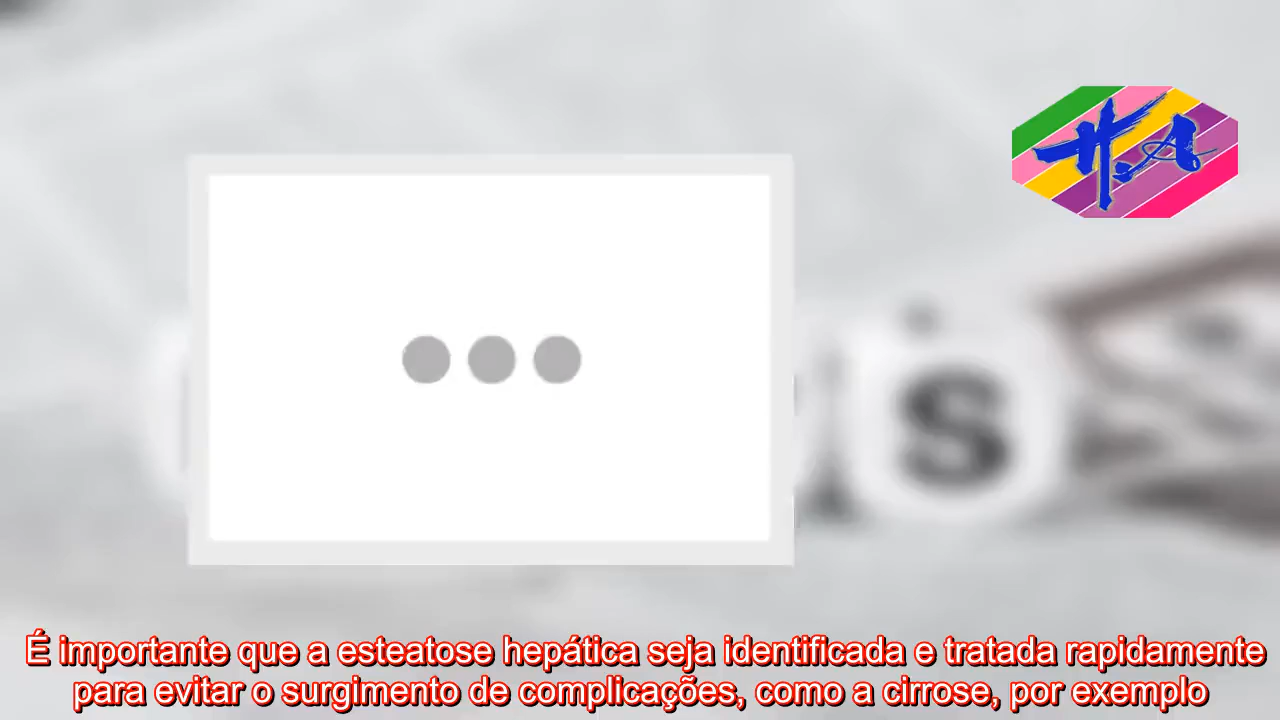 H.A
s
É importante que a esteatose hepática seja identificada e tratada rapidamente
para evitar o surgimento de complicações, como a cirrose, por exemplo